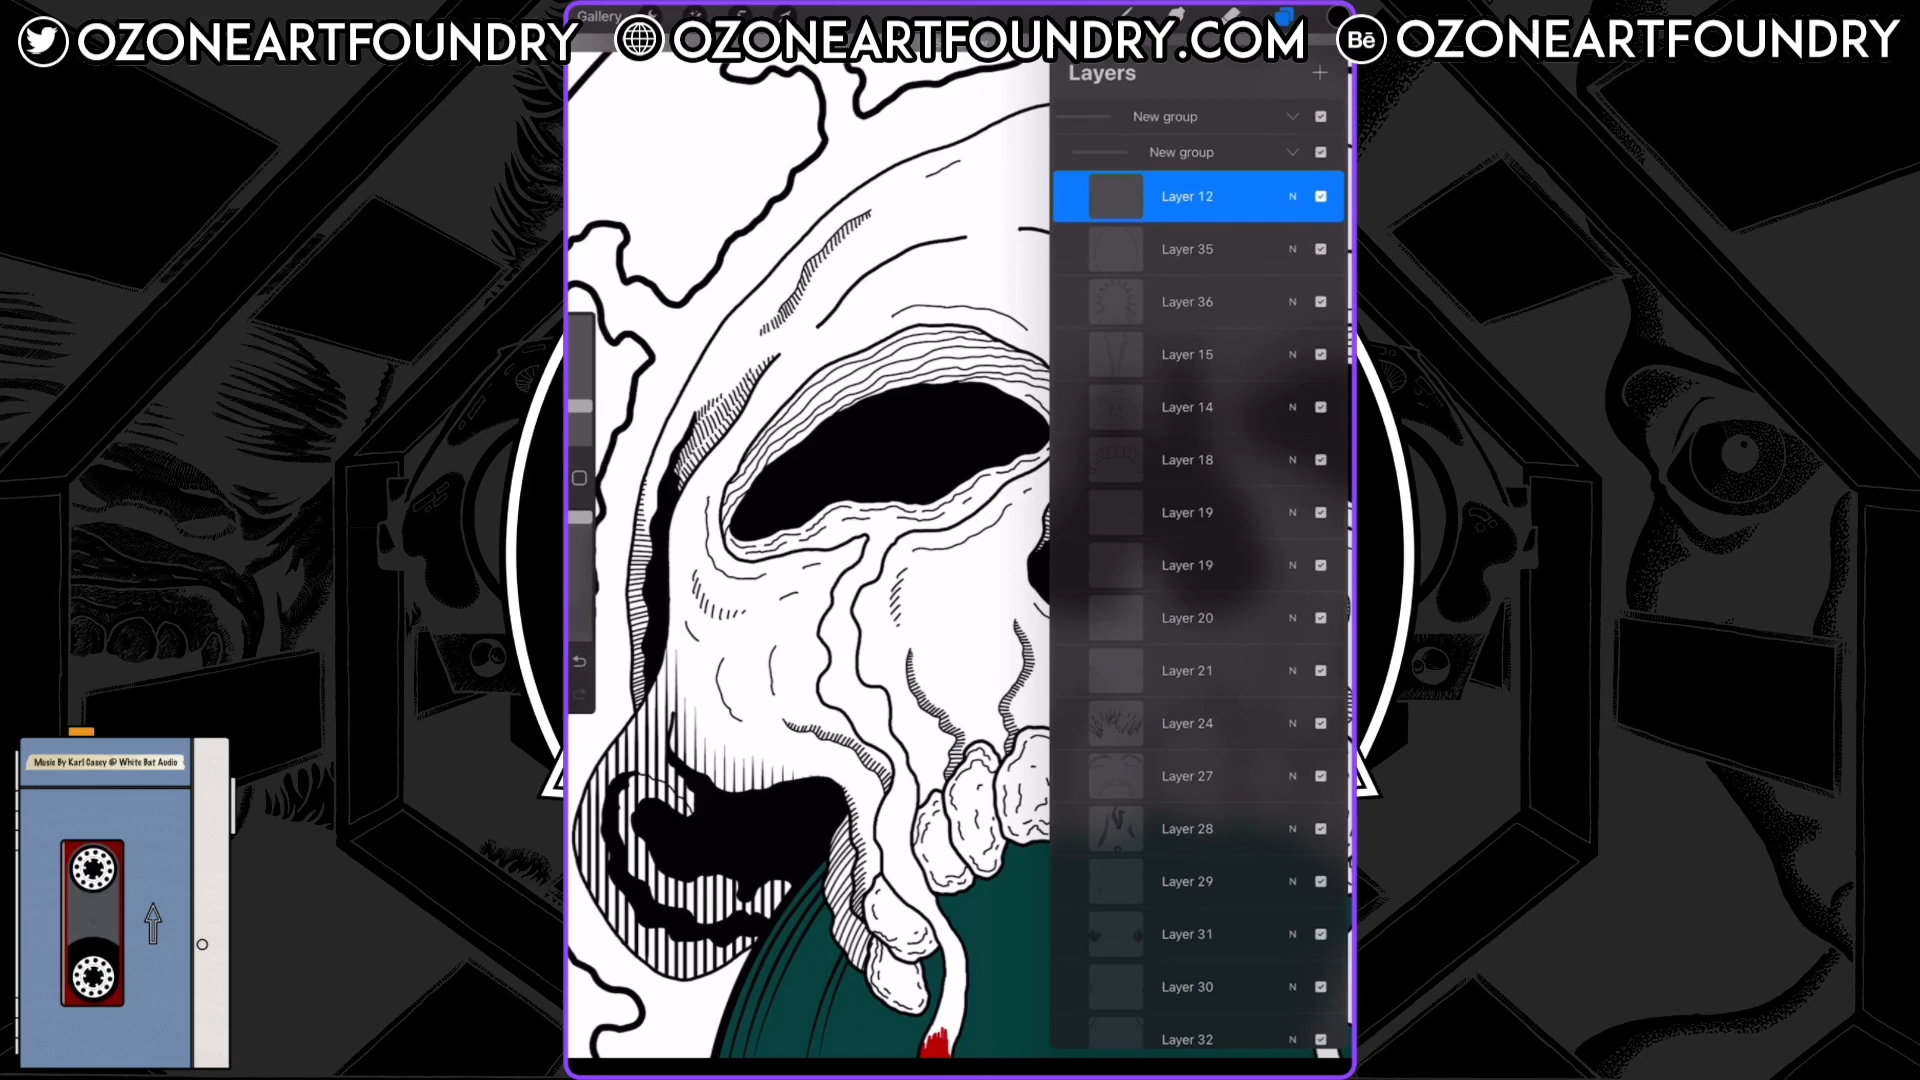 OZONEARTFOUNDRY
OZONEARTFOUNDRY.COM
Bē OZONEARTFOUNDRY
Gallery
Layers
New group
New group
Layer 12 N
Layer 35 N
Layer 36 N
Layer 15 N
Layer 14 N
Layer 18 N
Layer 19 N
Layer 19 N
Layer 20 N
Layer 21 N
Layer 24 N
Layer 27 N
Layer 28 N
Layer 29 N
Layer 31 N
Layer 30 N
Layer 32 N
Music By Karl Casey @ White Bat Audio